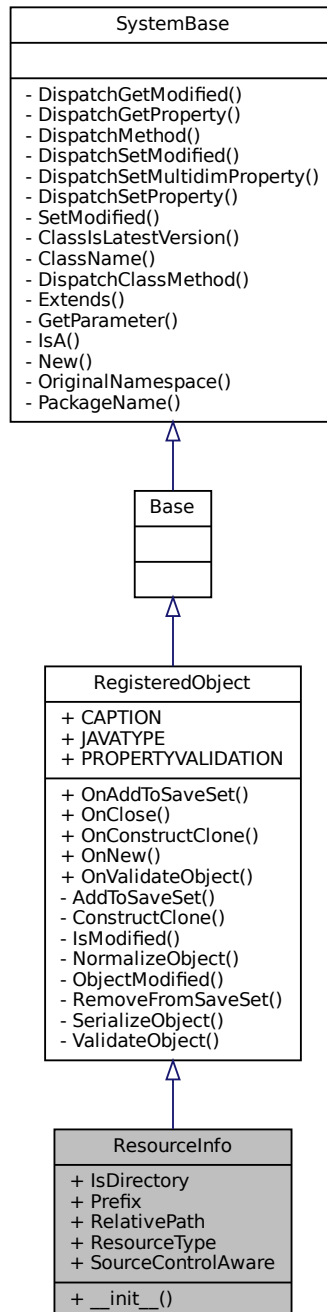 SystemBase
- DispatchGetModified()
- DispatchGetProperty()
- DispatchMethod()
- DispatchSetModified()
- DispatchSetMultidimProperty()
- DispatchSetProperty()
- SetModified()
- ClassIsLatestVersion()
- ClassName()
- DispatchClassMethod()
- Extends()
- GetParameter()
- IsA()
- New()
- OriginalNamespace()
- PackageName()
Base
RegisteredObject
+ CAPTION
+ JAVATYPE
+ PROPERTYVALIDATION
+ OnAddToSaveSet()
+ OnClose()
+ OnConstructClone()
+ OnNew()
+ OnValidateObject()
- AddToSaveSet()
- ConstructClone()
- IsModified()
- NormalizeObject()
- ObjectModified()
- RemoveFromSaveSet()
- SerializeObject()
- ValidateObject()
ResourceInfo
+ IsDirectory
+ Prefix
+ RelativePath
+ ResourceType
+ SourceControlAware
+ __init__()